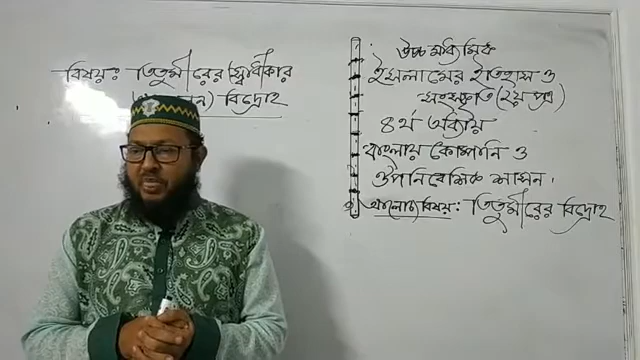 বিষয়ঃ তিতুমীরের (স্বাধীকার
) বিদ্রোহ
উচ্চ মাধ্যমিক
ইসলামের ইতিহাস ও
সংস্কৃতি (২য় পত্র)
৪র্থ অধ্যায়
বাংলায় কোম্পানি ও
ঔপনিবেশিক শাসন।
আলোচ্য বিষয়ঃ তিতুমীরের বিদ্রোহ